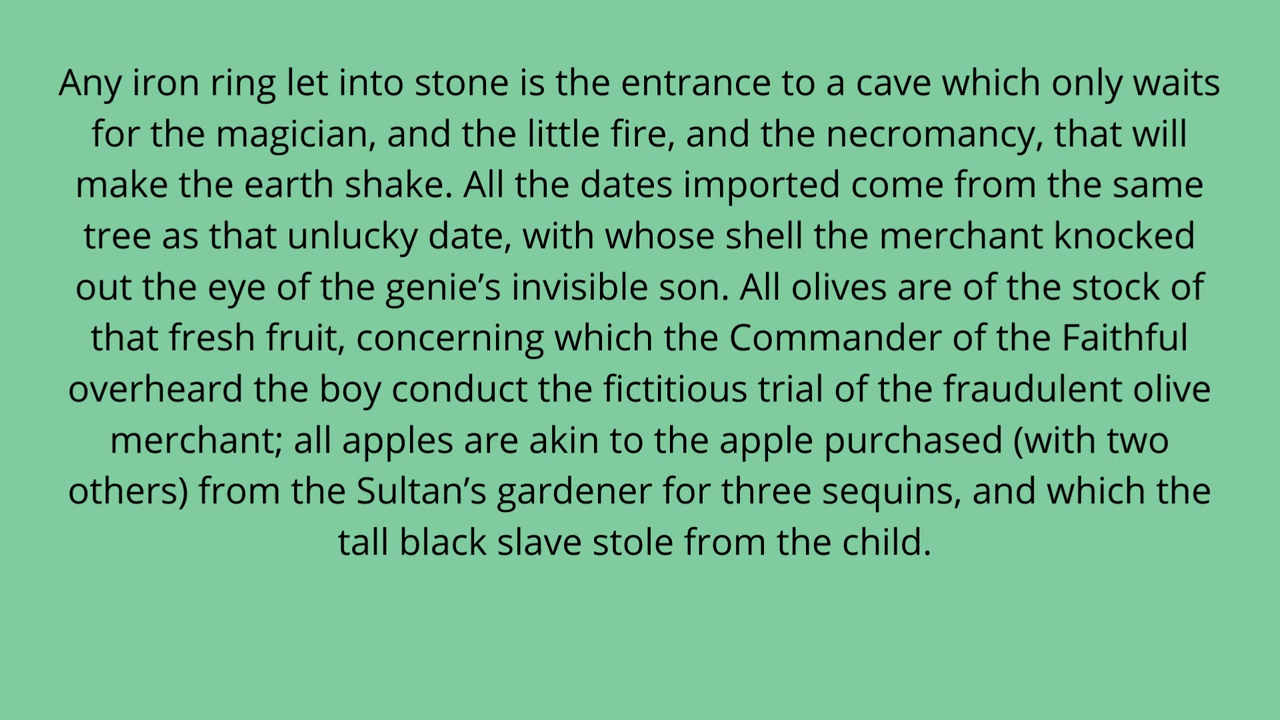 Any iron ring let into stone is the entrance to a cave which only waits
for the magician, and the little fire, and the necromancy, that will
make the earth shake. All the dates imported come from the same
tree as that unlucky date, with whose shell the merchant knocked
out the eye of the genie’s invisible son. All olives are of the stock of
that fresh fruit, concerning which the Commander of the Faithful
overheard the boy conduct the fictitious trial of the fraudulent olive
merchant; all apples are akin to the apple purchased (with two
others) from the Sultan’s gardener for three sequins, and which the
tall black slave stole from the child.